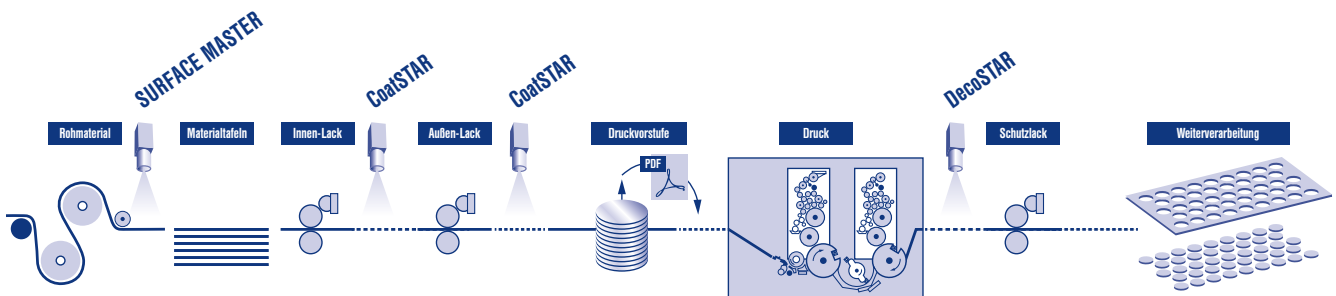 SURFACE MASTER
CoatSTAR
CoatSTAR
DecoSTAR
Rohmaterial
Materialtafeln
Innen-Lack
Außen-Lack
Druckvorstufe
Druck
Schutzlack
Weiterverarbeitung
PDF